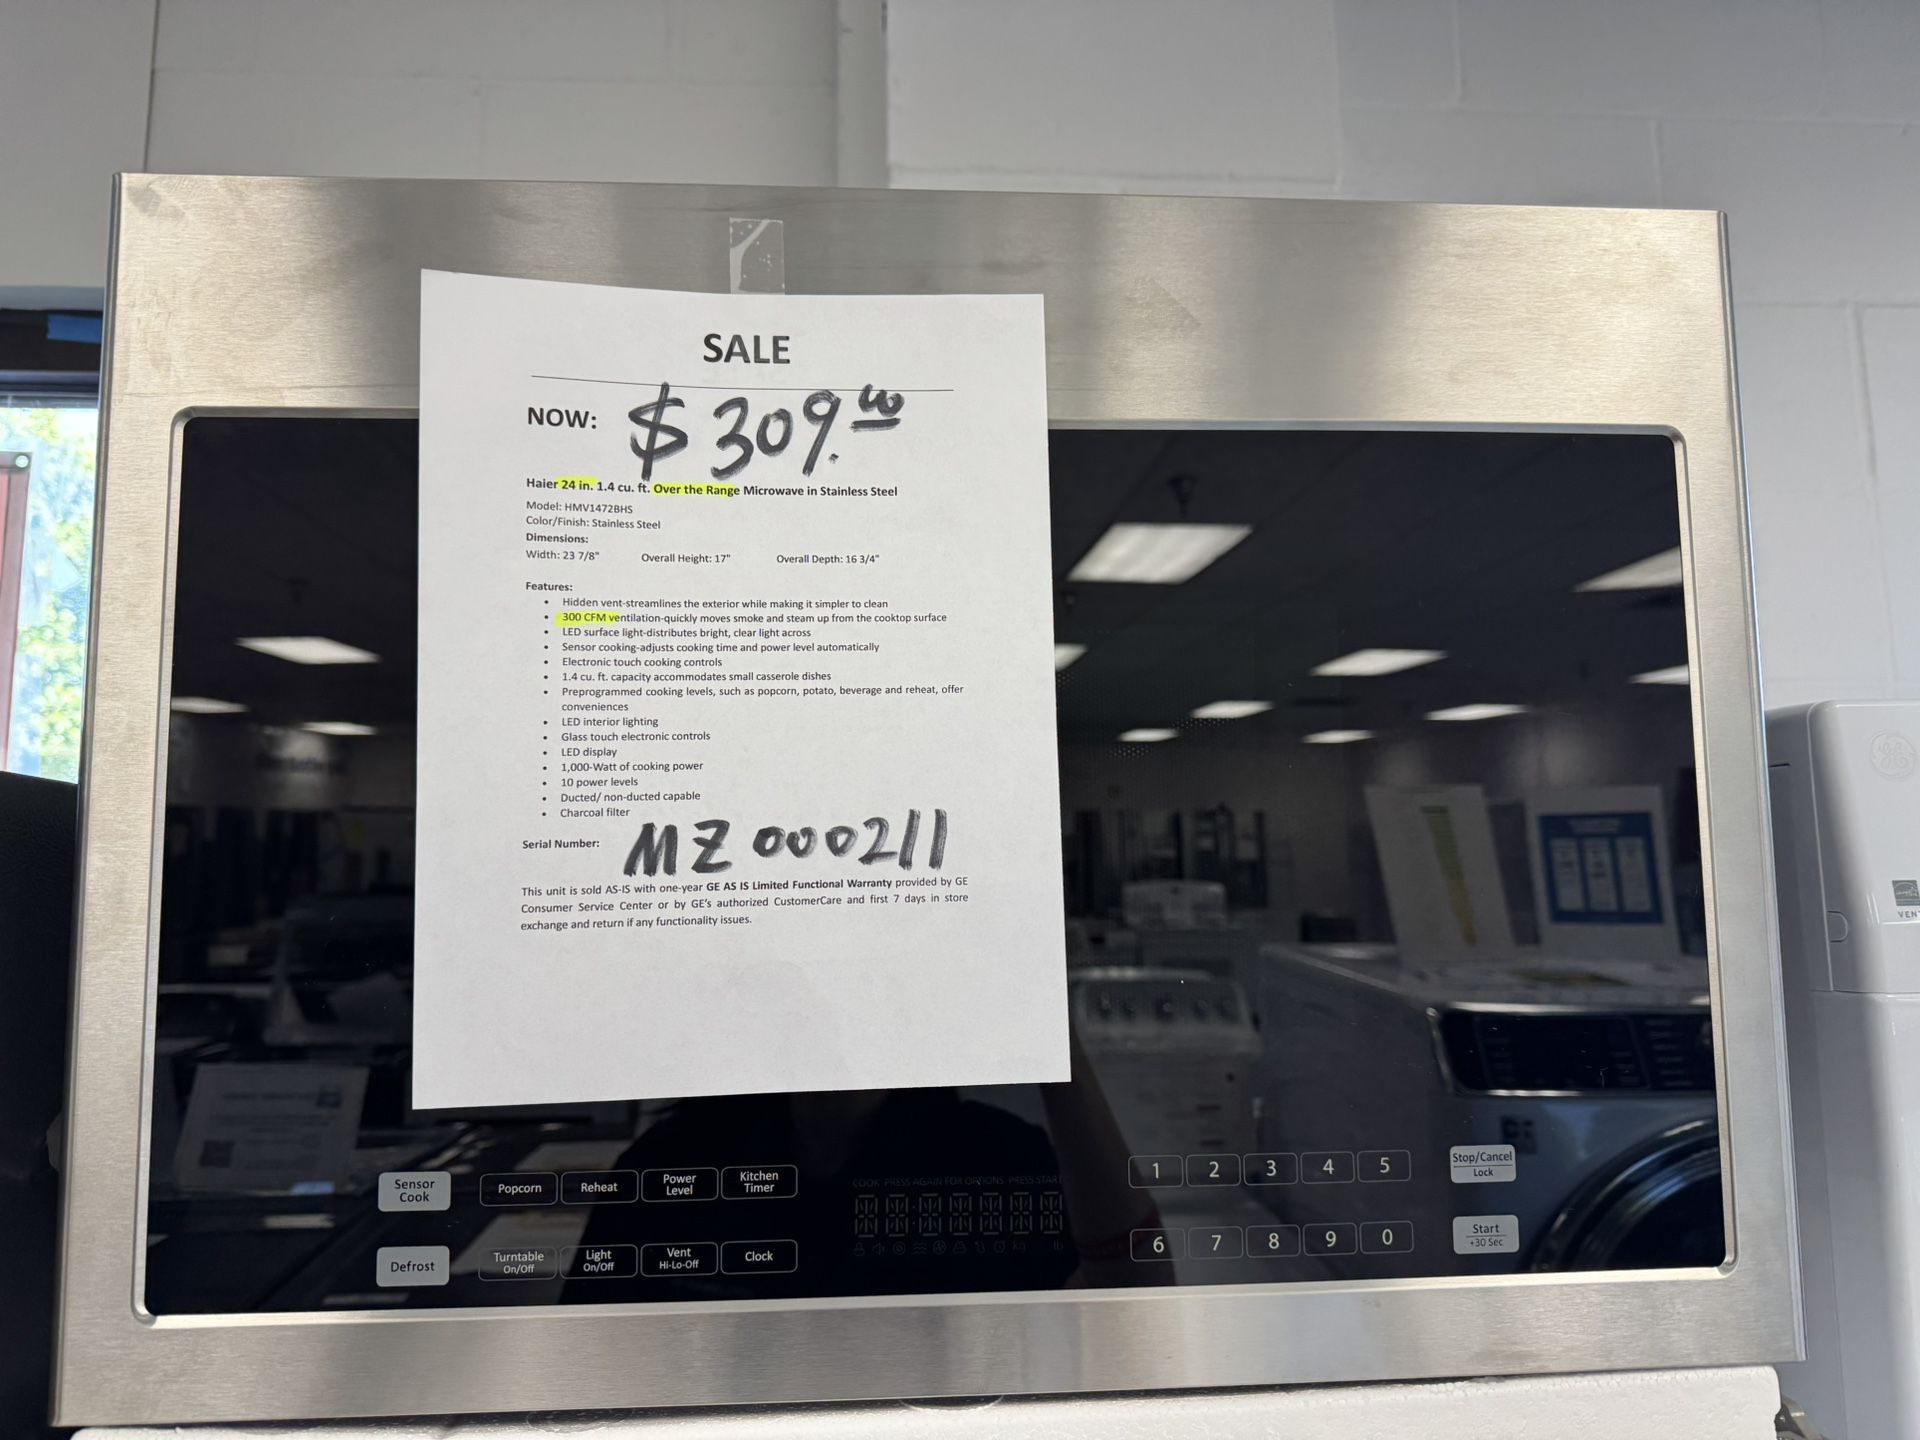 SALE
NOW: $309.00
Haier 24 in. 1.4 cu. ft. Over the Range Microwave in Stainless Steel
Model: HMV1472BHS
Color/Finish: Stainless Steel
Dimensions:
Width: 23 7/8" Overall Height: 17" Overall Depth: 16 3/4"
Features:
• Hidden vent-streamlines the exterior while making it simpler to clean
• 300 CFM ventilation-quickly moves smoke and steam up from the cooktop surface
• LED surface light-distributes bright, clear light across
• Sensor cooking-adjusts cooking time and power level automatically
• Electronic touch cooking controls
• 1.4 cu. ft. capacity accommodates small casserole dishes
• Preprogrammed cooking levels, such as popcorn, potato, beverage and reheat, offer
conveniences
• LED interior lighting
• Glass touch electronic controls
• LED display
• 1,000-Watt of cooking power
• 10 power levels
• Ducted/ non-ducted capable
• Charcoal filter
Serial Number: MZ000211
This unit is sold AS-IS with one-year GE AS IS Limited Functional Warranty provided by GE
Consumer Service Center or by GE's authorized CustomerCare and first 7 days in store
exchange and return if any functionality issues.
Sensor
Cook
Popcorn
Reheat
Power
Level
Kitchen
Timer
COOK PRESS AGAIN FOR OPTIONS PRESS START
1 2 3 4 5
Stop/Cancel
Lock
Defrost
Turntable
On/Off
Light
On/Off
Vent
Hi-Lo-Off
Clock
kg lb
6 7 8 9 0
Start
+30 Sec
GE